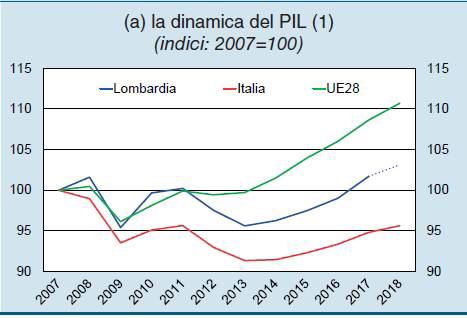 (a) la dinamica del PIL (1)
(indici: 2007=100)
115 115
Lombardia Italia UE28
110 110
105 105
100 100
95 95
90 90
2007 2008 2009 2010 2011 2012 2013 2014 2015 2016 2017 2018